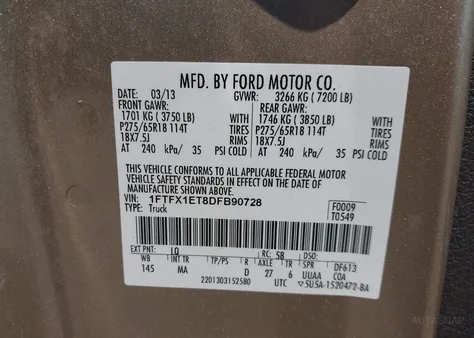 MFD. BY FORD MOTOR CO.
DATE: 03/13 GVWR: 3266 KG ( 7200 LB)
FRONT GAWR: REAR GAWR:
1701 KG ( 3750 LB) WITH 1746 KG ( 3850 LB) WITH
P275/65R18 114T TIRES P275/65R18 114T TIRES
18X7.5J RIMS 18X7.5J RIMS
AT 240 kPa/ 35 PSI COLD AT 240 kPa/ 35 PSI COLD
THIS VEHICLE CONFORMS TO ALL APPLICABLE FEDERAL MOTOR
VEHICLE SAFETY STANDARDS IN EFFECT ON THE DATE OF
MANUFACTURE SHOWN ABOVE.
VIN: 1FTFX1ET8DFB90728 F0009
TYPE: Truck T0549
EXT PNT: RC: 58 DSO:
WB INT TR TP/PS R AXLE TR SPR DF613
145 MA D 27 6 UUAA COA
2201303152580 UTC 5U5A-1520472-BA
AUTASNAP